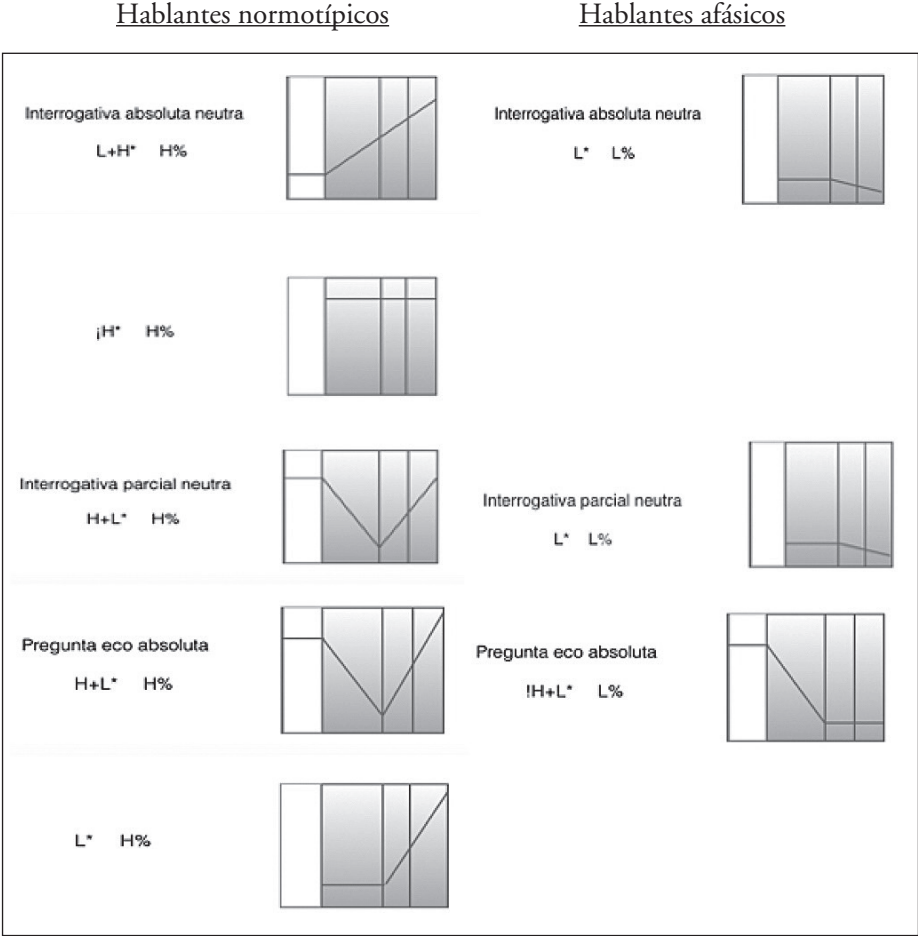 Hablantes normotípicos Hablantes afásicos
Interrogativa absoluta neutra Interrogativa absoluta neutra
L+H* H% L* L%
¡H* H%
Interrogativa parcial neutra Interrogativa parcial neutra
H+L* H% L* L%
Pregunta eco absoluta Pregunta eco absoluta
H+L* H% !H+L* L%
L* H%